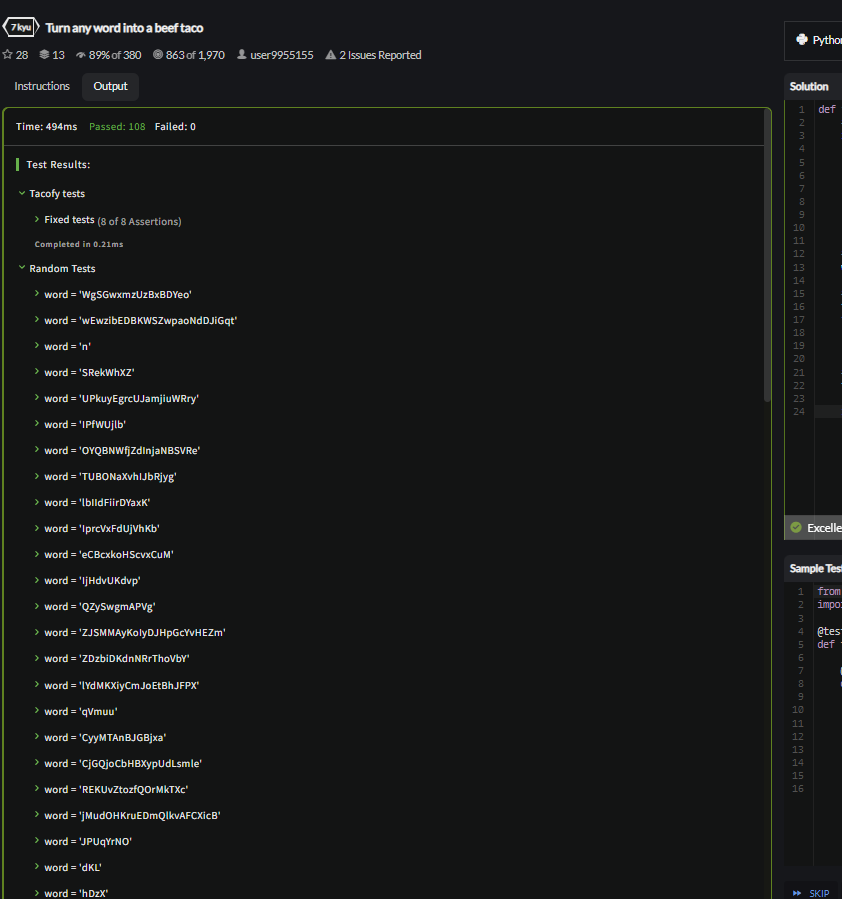 7 kyu Turn any word into a beef taco
28 13 89% of 380 863 of 1,970 user9955155 2 Issues Reported
Instructions Output
Time: 494ms Passed: 108 Failed: 0
Test Results:
Tacofy tests
Fixed tests (8 of 8 Assertions)
Completed in 0.21ms
Random Tests
word = 'WgSGwxmzUzBxBDYeo'
word = 'wEwzibEDBKWSZwpaoNdDJiGqt'
word = 'n'
word = 'SRekWhXZ'
word = 'UPkuyEgrcUJamjiuWRry'
word = 'IPfWUjlb'
word = 'OYQBNWfjZdInjaNBSVRe'
word = 'TUBONaXvhIJbRjyg'
word = 'lbIIdFiirDYaxK'
word = 'IprcVxFdUjVhKb'
word = 'eCBcxkoHScvxCuM'
word = 'IjHdvUKdvp'
word = 'QZySwgmAPVg'
word = 'ZJSMMAyKoIyDJHpGcYvHEZm'
word = 'ZDzbiDKdnNRrThoVbY'
word = 'lYdMKXiyCmJoEtBhJFPX'
word = 'qVmuu'
word = 'CyyMTAnBJGBjxa'
word = 'CjGQjoCbHBXypUdLsmle'
word = 'REKUvZtozfQOrMkTXc'
word = 'jMudOHKruEDmQlkvAFCXicB'
word = 'JPUqYrNO'
word = 'dKL'
word = 'hDzX'
Python
Solution
1 def
2
3
4
5
6
7
8
9
10
11
12
13
14
15
16
17
18
19
20
21
22
23
24
Excelle
Sample Test
1 from
2 impo
3
4 @test
5 def
6
7
8
9
10
11
12
13
14
15
16
SKIP